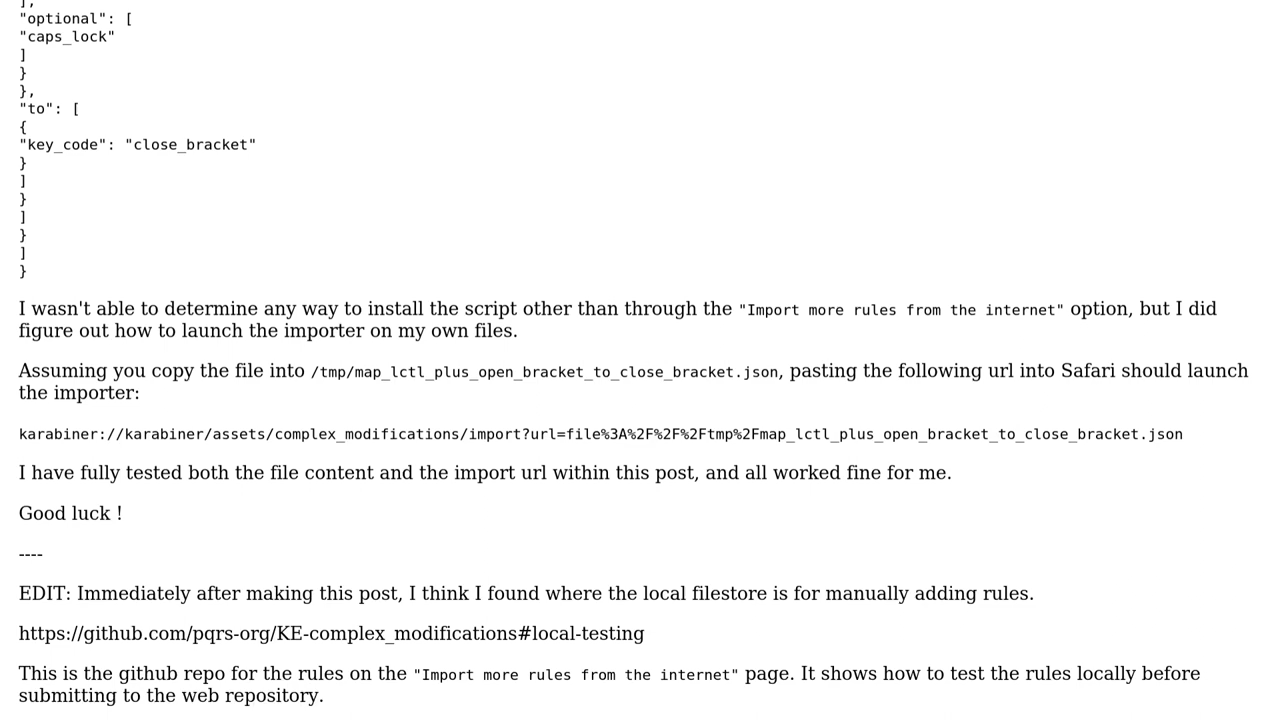 ],
"optional": [
"caps_lock"
]
}
},
"to": [
{
"key_code": "close_bracket"
}
]
}
]
}
]
}
I wasn't able to determine any way to install the script other than through the "Import more rules from the internet" option, but I did
figure out how to launch the importer on my own files.
Assuming you copy the file into /tmp/map_lctl_plus_open_bracket_to_close_bracket.json, pasting the following url into Safari should launch
the importer:
karabiner://karabiner/assets/complex_modifications/import?url=file%3A%2F%2F%2Ftmp%2Fmap_lctl_plus_open_bracket_to_close_bracket.json
I have fully tested both the file content and the import url within this post, and all worked fine for me.
Good luck !
----
EDIT: Immediately after making this post, I think I found where the local filestore is for manually adding rules.
https://github.com/pqrs-org/KE-complex_modifications#local-testing
This is the github repo for the rules on the "Import more rules from the internet" page. It shows how to test the rules locally before
submitting to the web repository.